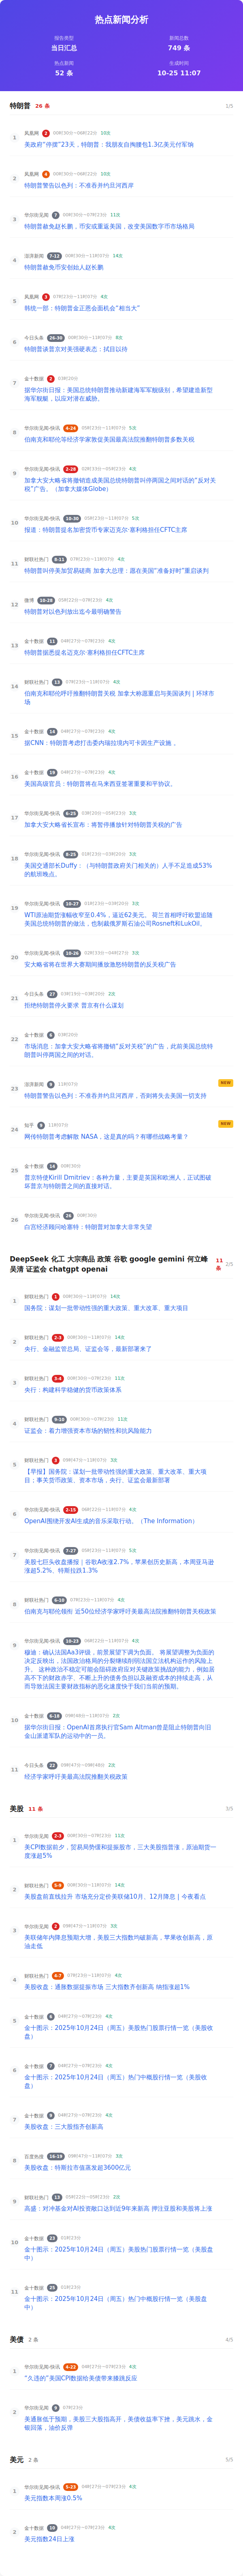 热点新闻分析
报告类型
新闻总数
当日汇总
749 条
热点新闻
生成时间
52 条
10-25 11:07
特朗普 26 条 1/5
1
凤凰网 2 00时30分~06时22分 10次
美政府“停摆”23天，特朗普：我朋友自掏腰包1.3亿美元付军饷
2
凤凰网 4 00时30分~06时22分 10次
特朗普警告以色列：不准吞并约旦河西岸
3
华尔街见闻 7 00时30分~07时23分 11次
特朗普赦免赵长鹏，币安或重返美国，改变美国数字市场格局
4
澎湃新闻 7-12 00时30分~11时07分 14次
特朗普赦免币安创始人赵长鹏
5
凤凰网 3 07时23分~11时07分 4次
韩统一部：特朗普金正恩会面机会“相当大”
6
今日头条 26-30 00时30分~11时07分 8次
特朗普谈普京对美强硬表态：拭目以待
7
金十数据 2 03时20分
据华尔街日报：美国总统特朗普推动新建海军军舰级别，希望建造新型海军舰艇，以应对潜在威胁。
8
华尔街见闻-快讯 4-24 05时23分~11时07分 5次
伯南克和耶伦等经济学家敦促美国最高法院推翻特朗普多数关税
9
华尔街见闻-快讯 2-28 02时33分~05时23分 4次
加拿大安大略省将撤销造成美国总统特朗普叫停两国之间对话的“反对关税”广告。（加拿大媒体Globe）
10
华尔街见闻-快讯 10-30 05时23分~11时07分 5次
报道：特朗普提名加密货币专家迈克尔·塞利格担任CFTC主席
11
财联社热门 8-11 07时23分~11时07分 4次
特朗普叫停美加贸易磋商 加拿大总理：愿在美国“准备好时”重启谈判
12
微博 10-28 05时22分~07时23分 4次
特朗普对以色列放出迄今最明确警告
13
金十数据 11 04时27分~07时23分 4次
特朗普据悉提名迈克尔·塞利格担任CFTC主席
14
财联社热门 13 07时23分~11时07分 4次
伯南克和耶伦呼吁推翻特朗普关税 加拿大称愿重启与美国谈判 | 环球市场
15
金十数据 14 04时27分~07时23分 4次
据CNN：特朗普考虑打击委内瑞拉境内可卡因生产设施 。
16
金十数据 18 04时27分~07时23分 4次
美国高级官员：特朗普将在马来西亚签署重要和平协议。
17
华尔街见闻-快讯 6-25 03时20分~05时23分 3次
加拿大安大略省长宣布：将暂停播放针对特朗普关税的广告
18
华尔街见闻-快讯 8-25 01时23分~03时20分 3次
美国交通部长Duffy：（与特朗普政府关门相关的）人手不足造成53%的航班晚点。
19
华尔街见闻-快讯 10-27 01时23分~03时20分 3次
WTI原油期货涨幅收窄至0.4%，逼近62美元。 荷兰首相呼吁欧盟追随美国总统特朗普的做法，也制裁俄罗斯石油公司Rosneft和LukOil。
20
华尔街见闻-快讯 10-26 02时33分~04时27分 3次
安大略省将在世界大赛期间播放激怒特朗普的反关税广告
21
今日头条 27 02时33分~03时20分 2次
拒绝特朗普停火要求 普京有什么谋划
22
金十数据 8 03时20分
市场消息：加拿大安大略省将撤销“反对关税”的广告，此前美国总统特朗普叫停两国之间的对话。
23
澎湃新闻 9 11时07分 NEW
特朗普警告以色列：不准吞并约旦河西岸，否则将失去美国一切支持
24
知乎 9 11时07分 NEW
网传特朗普考虑解散 NASA，这是真的吗？有哪些战略考量？
25
金十数据 14 00时30分
普京特使Kirill Dmitriev：各种力量，主要是英国和欧洲人，正试图破坏普京与特朗普之间的直接对话。
26
华尔街见闻-快讯 26 00时30分
白宫经济顾问哈塞特：特朗普对加拿大非常失望
DeepSeek 化工 大宗商品 政策 谷歌 google gemini 何立峰 吴清 证监会 chatgpt openai 11 条 2/5
1
财联社热门 1 00时30分~11时07分 14次
国务院：谋划一批带动性强的重大政策、重大改革、重大项目
2
财联社热门 2-3 00时30分~11时07分 14次
央行、金融监管总局、证监会等，最新部署来了
3
财联社热门 3-4 00时30分~07时23分 11次
央行：构建科学稳健的货币政策体系
4
财联社热门 9-10 00时30分~07时23分 11次
证监会：着力增强资本市场的韧性和抗风险能力
5
财联社热门 3 09时47分~11时07分 3次
【早报】国务院：谋划一批带动性强的重大政策、重大改革、重大项目；事关货币政策、资本市场，央行、证监会最新部署
6
华尔街见闻-快讯 2-15 06时22分~11时07分 4次
OpenAI围绕开发AI生成的音乐采取行动。（The Information）
7
华尔街见闻-快讯 7-27 05时23分~11时07分 5次
美股七巨头收盘播报｜谷歌A收涨2.7%，苹果创历史新高，本周亚马逊涨超5.2%、特斯拉跌1.3%
8
财联社热门 6-10 07时23分~11时07分 4次
伯南克与耶伦领衔 近50位经济学家呼吁美最高法院推翻特朗普关税政策
9
华尔街见闻-快讯 10-23 06时22分~11时07分 4次
穆迪：确认法国Aa3评级，前景展望下调为负面。 将展望调整为负面的决定反映出，法国政治格局的分裂继续削弱法国立法机构运作的风险上升。 这种政治不稳定可能会阻碍政府应对关键政策挑战的能力，例如居高不下的财政赤字、不断上升的债务负担以及融资成本的持续走高，从而导致法国主要财政指标的恶化速度快于我们当前的预期。
10
金十数据 6-19 08时48分~11时07分 3次
据华尔街日报：OpenAI首席执行官Sam Altman曾是阻止特朗普向旧金山派遣军队的运动中的一员。
11
今日头条 22 09时47分~09时48分 2次
经济学家呼吁美最高法院推翻关税政策
美股 11 条 3/5
1
华尔街见闻 2-3 00时30分~07时23分 11次
美CPI数据前夕，贸易局势缓和提振股市，三大美股指普涨，原油期货一度涨超5%
2
财联社热门 5-9 00时30分~11时07分 14次
美股盘前直线拉升 市场充分定价美联储10月、12月降息 | 今夜看点
3
华尔街见闻 2 09时47分~11时07分 3次
美联储年内降息预期大增，美股三大指数均破新高，苹果收创新高，原油走低
4
财联社热门 4-7 07时23分~11时07分 4次
美股收盘：通胀数据提振市场 三大指数齐创新高 纳指涨超1%
5
金十数据 6 04时27分~07时23分 4次
金十图示：2025年10月24日（周五）美股热门股票行情一览（美股收盘）
6
金十数据 7 04时27分~07时23分 4次
金十图示：2025年10月24日（周五）热门中概股行情一览（美股收盘）
7
金十数据 9 04时27分~07时23分 4次
美股收盘：三大股指齐创新高
8
百度热搜 16-19 09时47分~11时07分 3次
美股收盘：特斯拉市值蒸发超3600亿元
9
财联社热门 13 05时22分~05时23分 2次
高盛：对冲基金对AI投资敞口达到近9年来新高 押注亚股和美股将上涨
10
金十数据 23 01时23分
金十图示：2025年10月24日（周五）美股热门股票行情一览（美股盘中）
11
金十数据 25 01时23分
金十图示：2025年10月24日（周五）热门中概股行情一览（美股盘中）
美债 2 条 4/5
1
华尔街见闻-快讯 4-22 04时27分~07时23分 4次
“久违的”美国CPI数据给美债带来腰跳反应
2
华尔街见闻 9 07时23分
美通胀低于预期，美股三大股指高开，美债收益率下挫，美元跳水，金银回落，油价反弹
美元 2 条 5/5
1
华尔街见闻-快讯 5-23 04时27分~07时23分 4次
美元指数本周涨0.5%
2
金十数据 10 04时27分~07时23分 4次
美元指数24日上涨